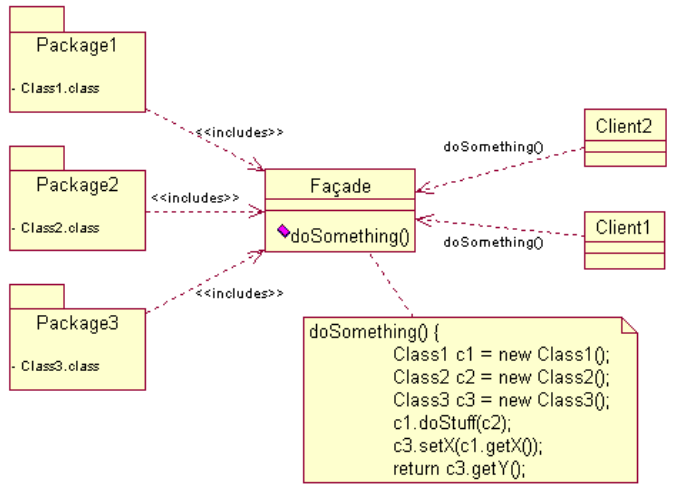 Package1
- Class1.class
<<includes>>
Package2
- Class2.class
<<includes>>
Package3
- Class3.class
<<includes>>
Façade
doSomething()
Client2
doSomething()
Client1
doSomething()
doSomething() {
Class1 c1 = new Class1();
Class2 c2 = new Class2();
Class3 c3 = new Class3();
c1.doStuff(c2);
c3.setX(c1.getX());
return c3.getY();